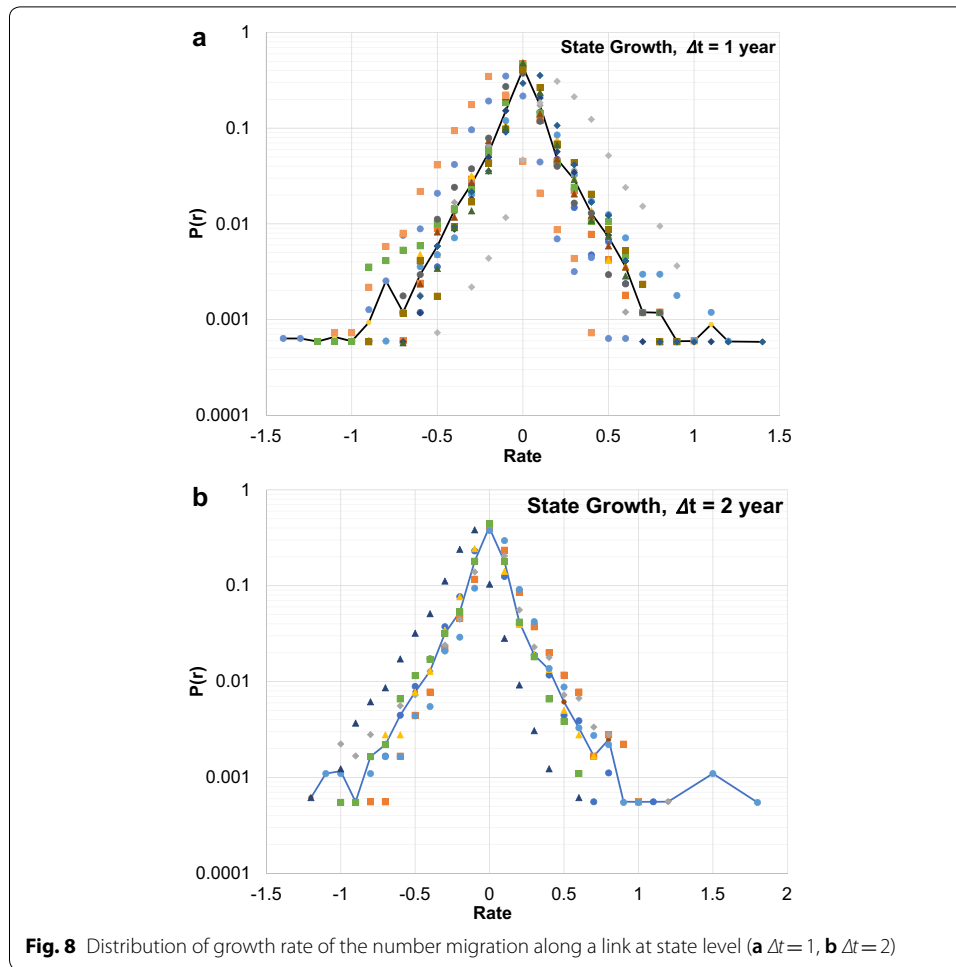 a
State Growth, Δt = 1 year
1
0.1
0.01
0.001
0.0001
P(r)
-1.5 -1 -0.5 0 0.5 1 1.5
Rate
b
State Growth, Δt = 2 year
1
0.1
0.01
0.001
0.0001
P(r)
-1.5 -1 -0.5 0 0.5 1 1.5 2
Rate
Fig. 8 Distribution of growth rate of the number migration along a link at state level (a Δt = 1, b Δt = 2)